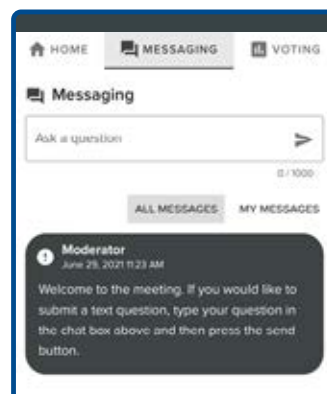 HOME MESSAGING VOTING
Messaging
Ask a question
0 / 1000
ALL MESSAGES MY MESSAGES
Moderator
June 29, 2021 11:23 AM
Welcome to the meeting. If you would like to
submit a text question, type your question in
the chat box above and then press the send
button.